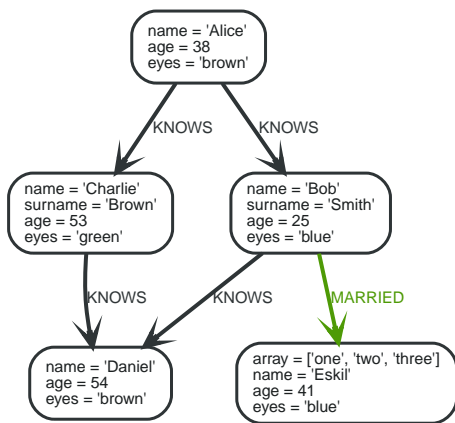 name = 'Alice'
age = 38
eyes = 'brown'
KNOWS
KNOWS
name = 'Charlie'
surname = 'Brown'
age = 53
eyes = 'green'
name = 'Bob'
surname = 'Smith'
age = 25
eyes = 'blue'
KNOWS
KNOWS
MARRIED
name = 'Daniel'
age = 54
eyes = 'brown'
array = ['one', 'two', 'three']
name = 'Eskil'
age = 41
eyes = 'blue'